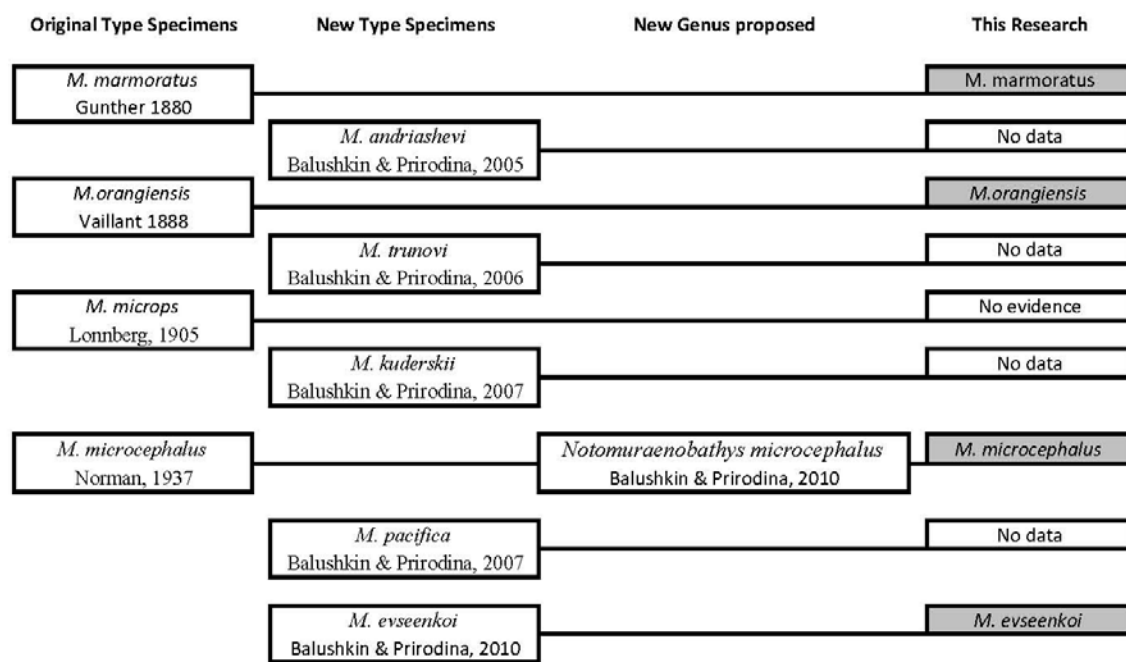 Original Type Specimens New Type Specimens New Genus proposed This Research
M. marmoratus M. marmoratus
Gunther 1880
M. andriashevi No data
Balushkin & Prirodina, 2005
M.orangiensis M.orangiensis
Vaillant 1888
M. trunovi No data
Balushkin & Prirodina, 2006
M. microps No evidence
Lonnberg, 1905
M. kuderskii No data
Balushkin & Prirodina, 2007
M. microcephalus Notomuraenobathys microcephalus M. microcephalus
Norman, 1937 Balushkin & Prirodina, 2010
M. pacifica No data
Balushkin & Prirodina, 2007
M. evseenkoi M. evseenkoi
Balushkin & Prirodina, 2010